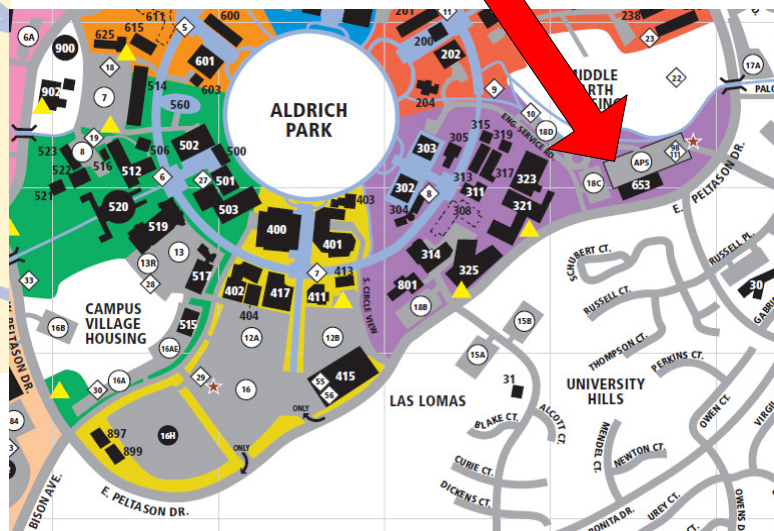 611
600
201
11
238
625
615
5
200
6A
900
601
202
23
18
603
MIDDLE
22
17A
902
7
514
560
ALDRICH
PARK
204
9
10
18D
ENG. SERVICE RD.
19
506
502
500
303
305
315
319
APS
98
111
523
8
516
512
522
6
27
501
313
317
323
18C
653
521
503
302
8
311
E. PELTASON DR.
520
403
304
308
321
519
400
401
314
SCHUBERT CT.
RUSSELL PL.
13
13R
7
413
325
33
28
517
402
417
411
S. CIRCLE VIEW
801
RUSSELL CT.
30
404
18B
CAMPUS
VILLAGE
HOUSING
16B
515
12A
12B
15B
THOMPSON CT.
16AE
15A
PERKINS CT.
30
16A
29
16
55
56
415
31
UNIVERSITY
HILLS
LAS LOMAS
ONLY
ALCOTT CT.
OWEN CT.
84
897
899
16H
ONLY
BLAKE CT.
MENDEL CT.
NEWTON CT.
CURIE CT.
BISON AVE.
E. PELTASON DR.
DICKENS CT.
UREY CT.